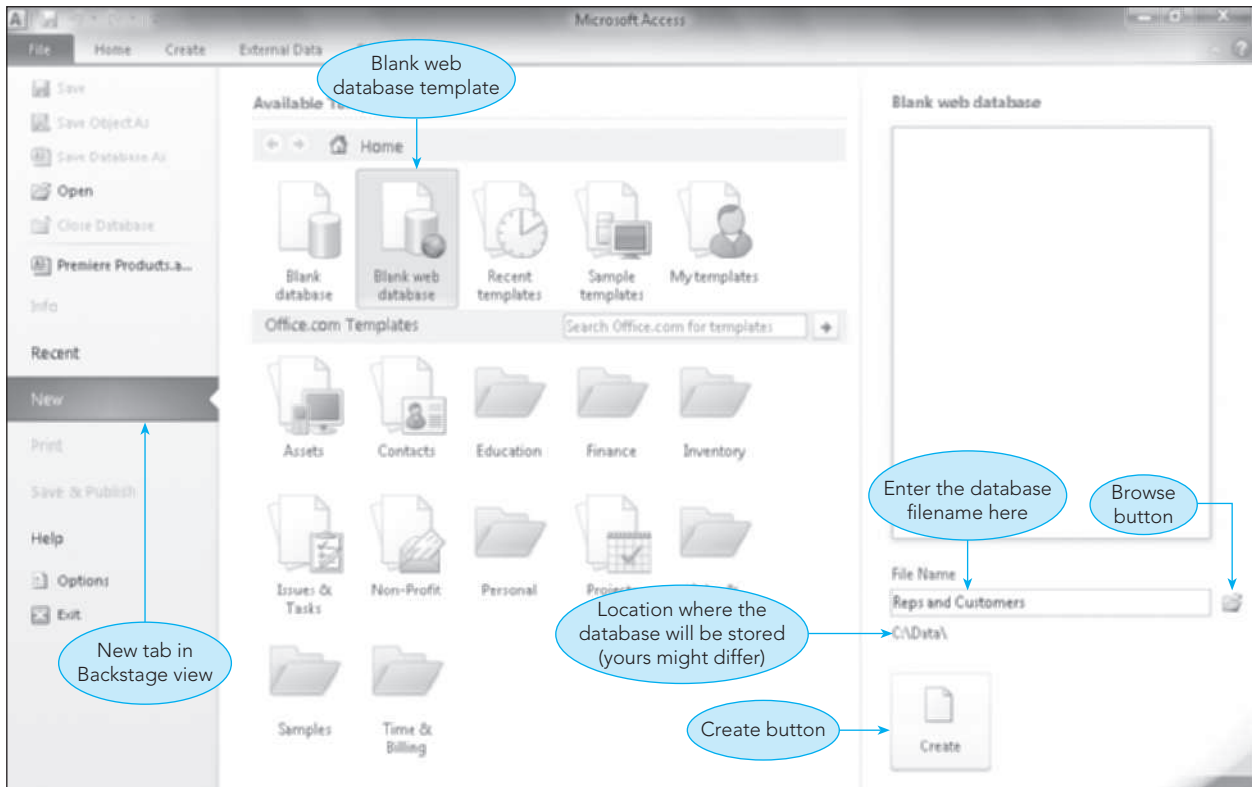 A
Microsoft Access
File Home Create External Data
Save
Save Object As
Save Database As
Open
Close Database
Premiere Products.a...
Info
Recent
New
Print
Save & Publish
Help
Options
Exit
New tab in
Backstage view
Blank web
database template
Available
Home
Blank
database
Blank web
database
Recent
templates
Sample
templates
My templates
Office.com Templates
Search Office.com for templates
Assets
Contacts
Education
Finance
Inventory
Issues &
Tasks
Non-Profit
Personal
Samples
Time &
Billing
Blank web database
Enter the database
filename here
Browse
button
File Name
Reps and Customers
Location where the
database will be stored
(yours might differ)
C:\Data\
Create button
Create